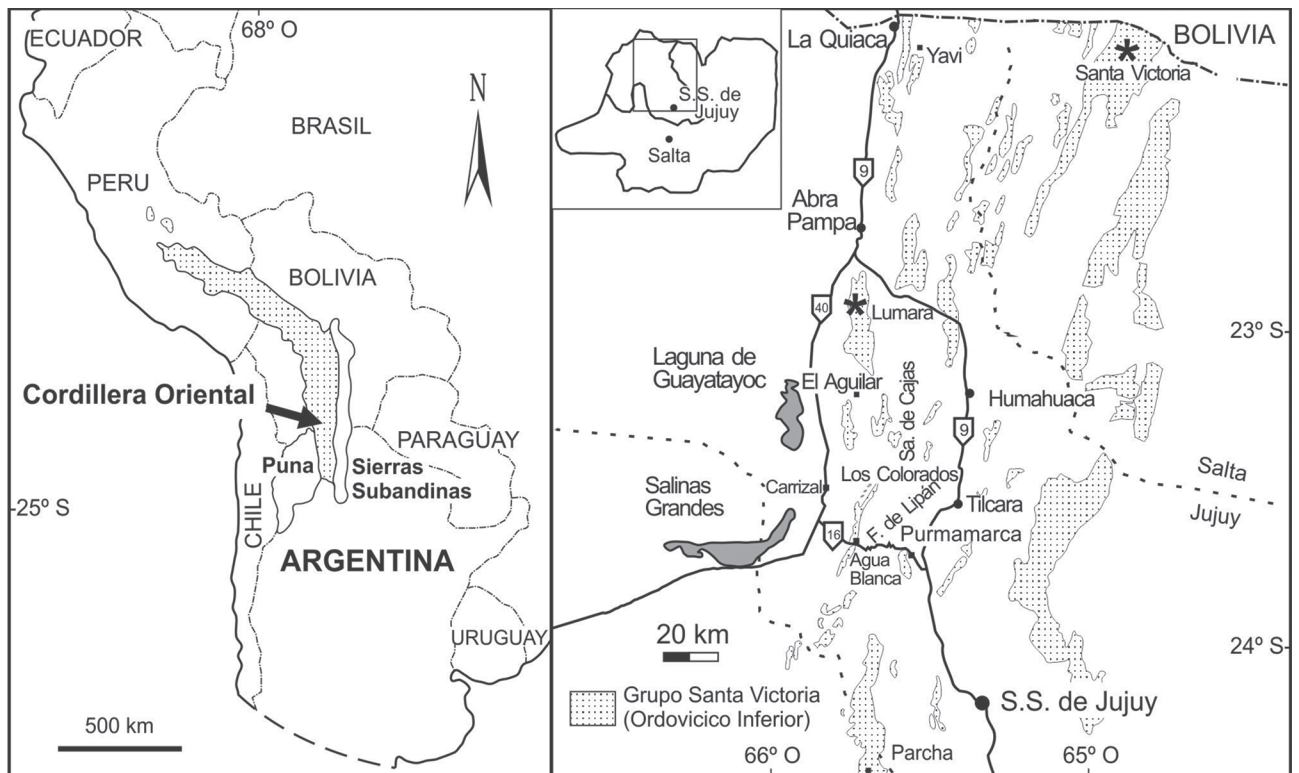 68º O
ECUADOR
BRASIL
N
PERU
BOLIVIA
Cordillera Oriental
PARAGUAY
Puna
Sierras
Subandinas
25º S
CHILE
ARGENTINA
URUGUAY
500 km
S.S. de
Jujuy
Salta
La Quiaca
Yavi
BOLIVIA
Santa Victoria
9
Abra
Pampa
40
Lumara
23º S
Laguna de
Guayatayoc
El Aguilar
Sa. de Cajas
Humahuaca
9
Salta
Jujuy
Los Colorados
Salinas
Grandes
Carrizal
F. de Lipán
Tilcara
16
Purmamarca
Agua
Blanca
20 km
24º S
Grupo Santa Victoria
(Ordovicico Inferior)
S.S. de Jujuy
Parcha
66º O
65º O